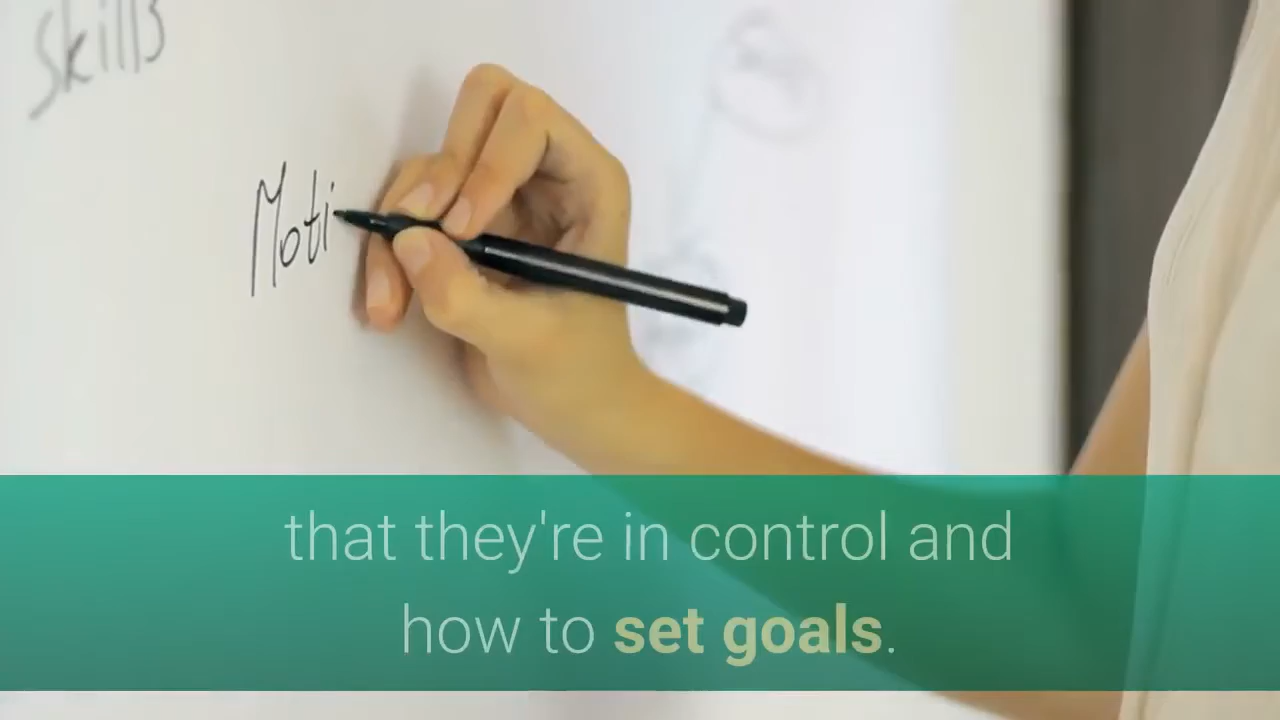 Skills
Moti
that they're in control and
how to set goals.